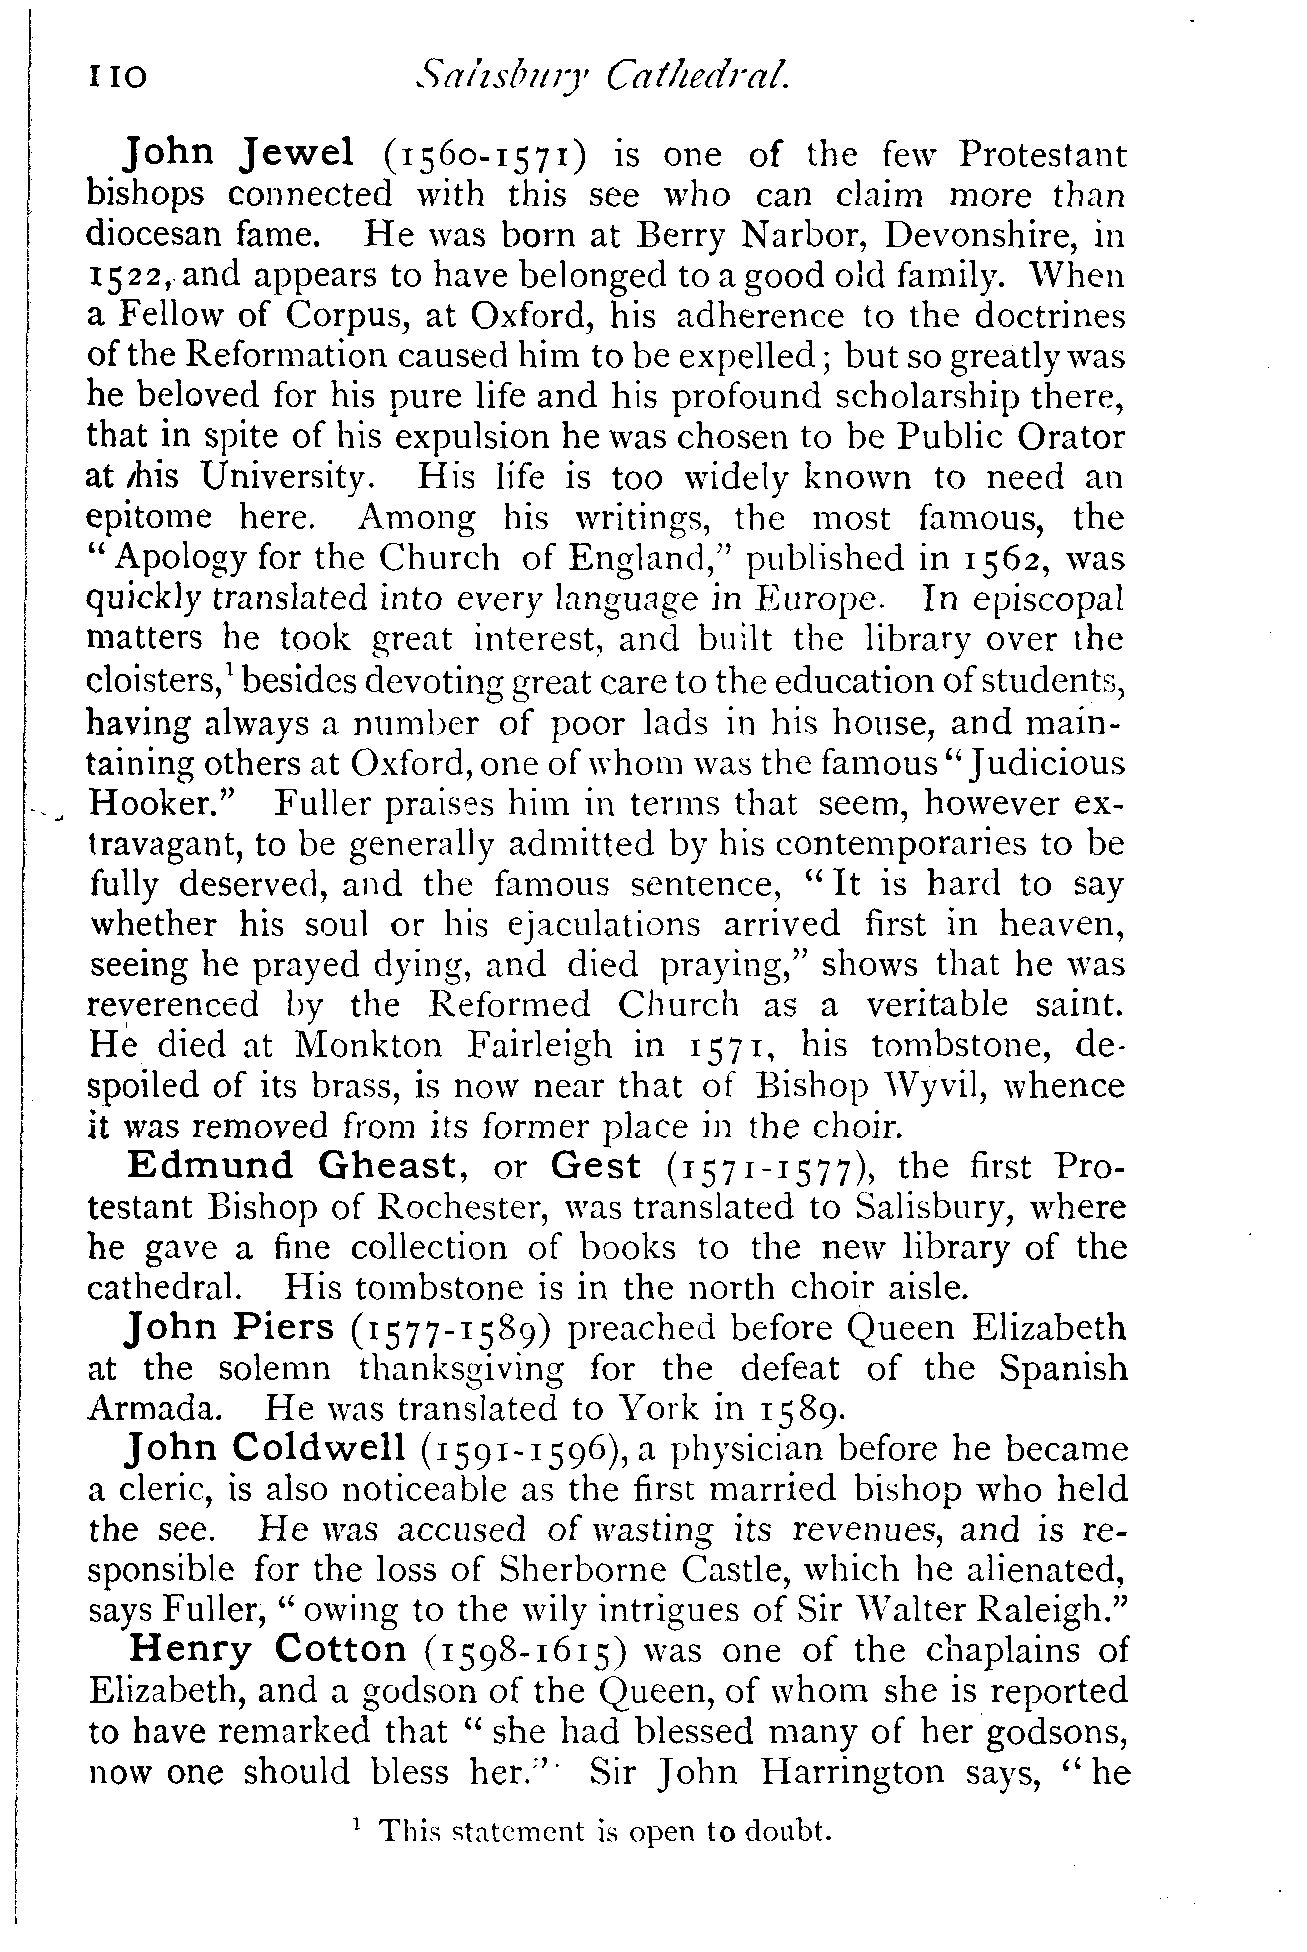 110 Salisbury Cathedral.
John Jewel (1560-1571) is one of the few Protestant
bishops connected with this see who can claim more than
diocesan fame. He was born at Berry Narbor, Devonshire, in
1522, and appears to have belonged to a good old family. When
a Fellow of Corpus, at Oxford, his adherence to the doctrines
of the Reformation caused him to be expelled; but so greatly was
he beloved for his pure life and his profound scholarship there,
that in spite of his expulsion he was chosen to be Public Orator
at his University. His life is too widely known to need an
epitome here. Among his writings, the most famous, the
“Apology for the Church of England,” published in 1562, was
quickly translated into every language in Europe. In episcopal
matters he took great interest, and built the library over the
cloisters,¹ besides devoting great care to the education of students,
having always a number of poor lads in his house, and main-
taining others at Oxford, one of whom was the famous “Judicious
Hooker.” Fuller praises him in terms that seem, however ex-
travagant, to be generally admitted by his contemporaries to be
fully deserved, and the famous sentence, “It is hard to say
whether his soul or his ejaculations arrived first in heaven,
seeing he prayed dying, and died praying,” shows that he was
reverenced by the Reformed Church as a veritable saint.
He died at Monkton Fairleigh in 1571, his tombstone, de-
spoiled of its brass, is now near that of Bishop Wyvil, whence
it was removed from its former place in the choir.
Edmund Gheast, or Gest (1571-1577), the first Pro-
testant Bishop of Rochester, was translated to Salisbury, where
he gave a fine collection of books to the new library of the
cathedral. His tombstone is in the north choir aisle.
John Piers (1577-1589) preached before Queen Elizabeth
at the solemn thanksgiving for the defeat of the Spanish
Armada. He was translated to York in 1589.
John Coldwell (1591-1596), a physician before he became
a cleric, is also noticeable as the first married bishop who held
the see. He was accused of wasting its revenues, and is re-
sponsible for the loss of Sherborne Castle, which he alienated,
says Fuller, “owing to the wily intrigues of Sir Walter Raleigh.”
Henry Cotton (1598-1615) was one of the chaplains of
Elizabeth, and a godson of the Queen, of whom she is reported
to have remarked that “she had blessed many of her godsons,
now one should bless her.” Sir John Harrington says, “he
¹ This statement is open to doubt.